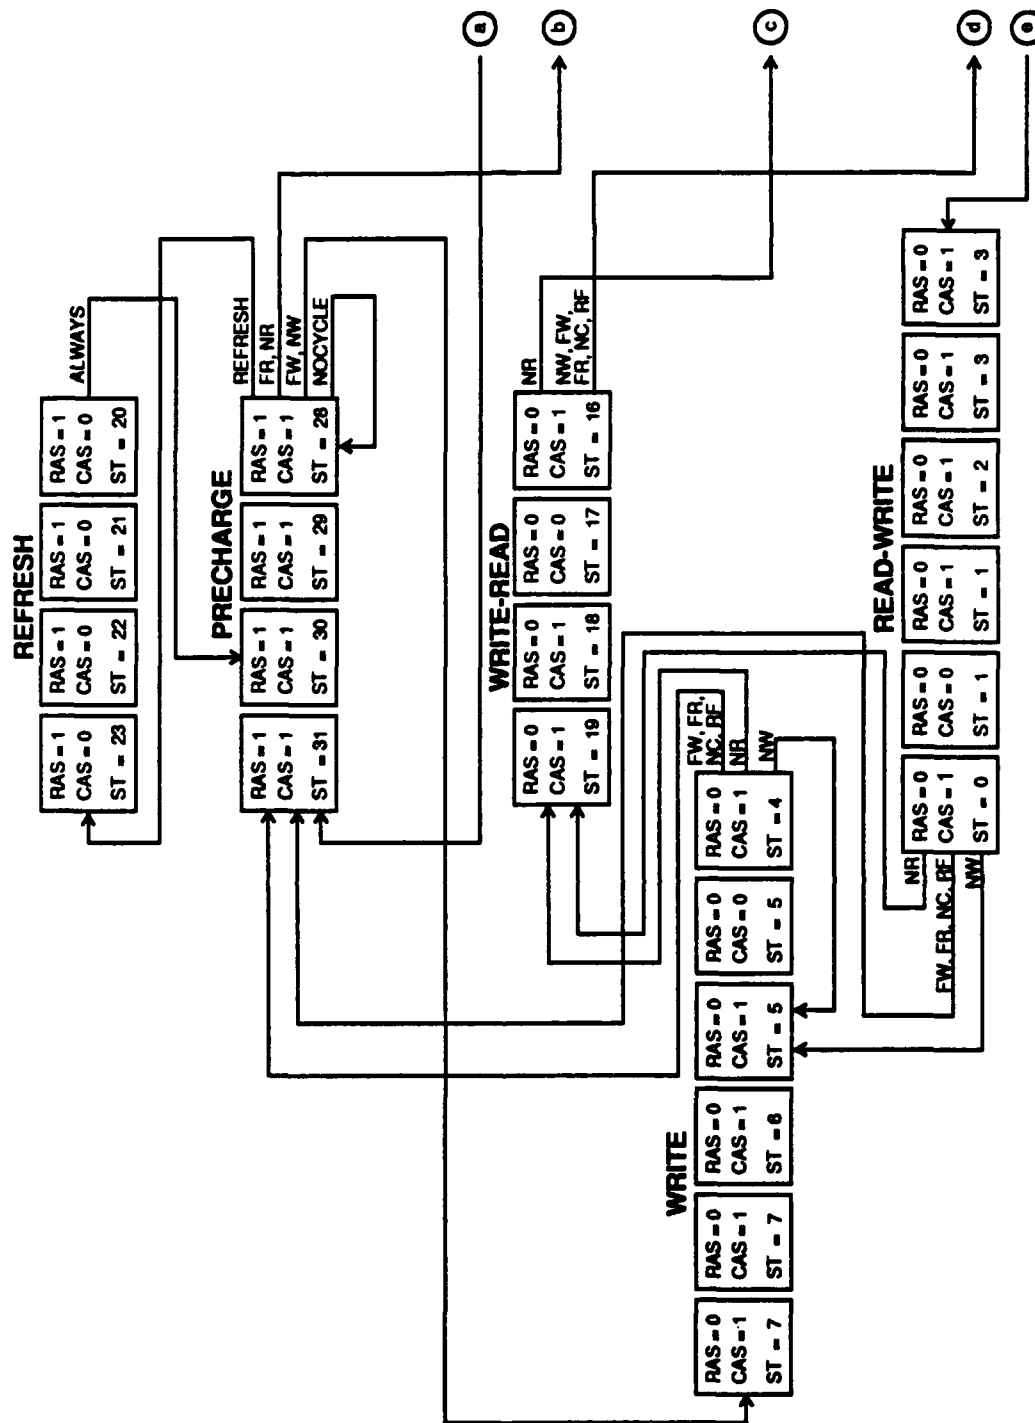 REFRESH
RAS = 1
CAS = 0
ST = 23
RAS = 1
CAS = 0
ST = 22
RAS = 1
CAS = 0
ST = 21
RAS = 1
CAS = 0
ST = 20
ALWAYS
PRECHARGE
RAS = 1
CAS = 1
ST = 31
RAS = 1
CAS = 1
ST = 30
RAS = 1
CAS = 1
ST = 29
RAS = 1
CAS = 1
ST = 28
REFRESH
FR, NR
FW, NW
NOCYCLE
a
b
WRITE-READ
RAS = 0
CAS = 1
ST = 19
RAS = 0
CAS = 1
ST = 18
RAS = 0
CAS = 0
ST = 17
RAS = 0
CAS = 1
ST = 16
NR
NW, FW,
FR, NC, RF
c
WRITE
RAS = 0
CAS = 1
ST = 7
RAS = 0
CAS = 1
ST = 7
RAS = 0
CAS = 1
ST = 6
RAS = 0
CAS = 1
ST = 5
RAS = 0
CAS = 0
ST = 5
RAS = 0
CAS = 1
ST = 4
FW, FR,
NC, RF
NR
NW
READ-WRITE
NR
FW, FR, NC, RF
NW
RAS = 0
CAS = 1
ST = 0
RAS = 0
CAS = 0
ST = 1
RAS = 0
CAS = 1
ST = 1
RAS = 0
CAS = 1
ST = 2
RAS = 0
CAS = 1
ST = 3
RAS = 0
CAS = 1
ST = 3
d
e